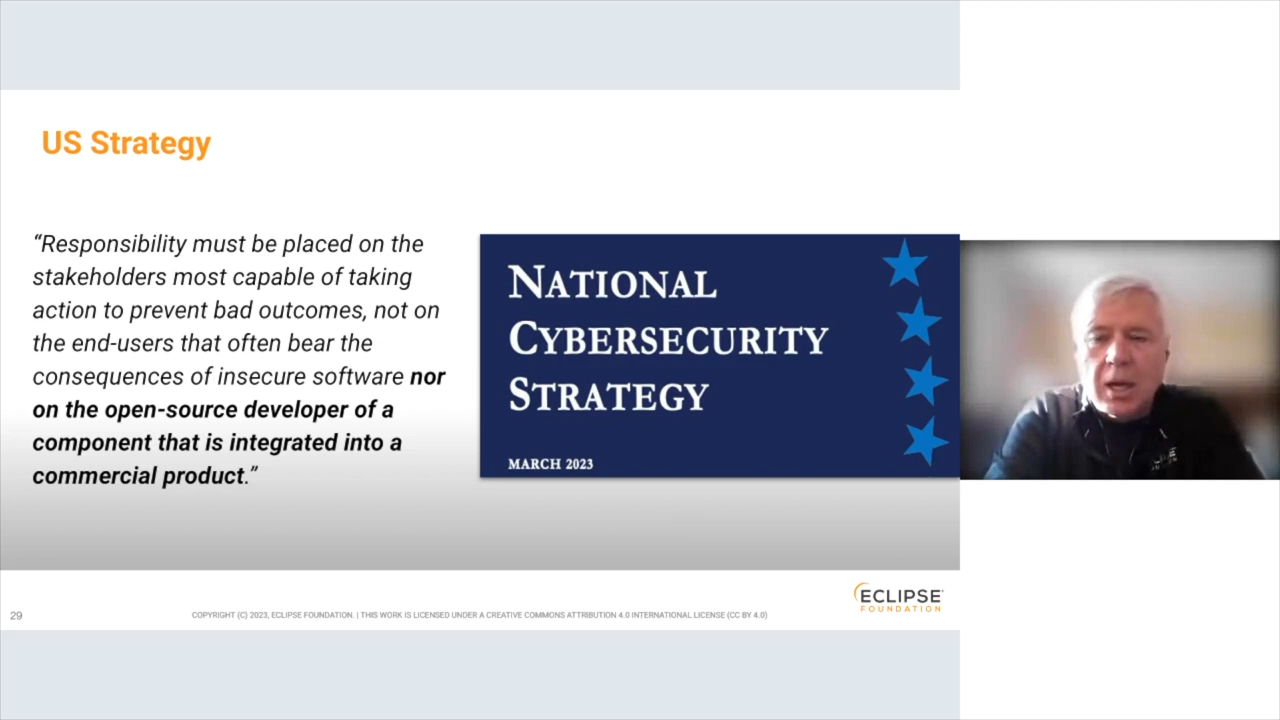 US Strategy
“Responsibility must be placed on the
stakeholders most capable of taking
action to prevent bad outcomes, not on
the end-users that often bear the
consequences of insecure software nor
on the open-source developer of a
component that is integrated into a
commercial product.”
NATIONAL
CYBERSECURITY
STRATEGY
MARCH 2023
29
COPYRIGHT (C) 2023, ECLIPSE FOUNDATION. | THIS WORK IS LICENSED UNDER A CREATIVE COMMONS ATTRIBUTION 4.0 INTERNATIONAL LICENSE (CC BY 4.0)
ECLIPSE
FOUNDATION